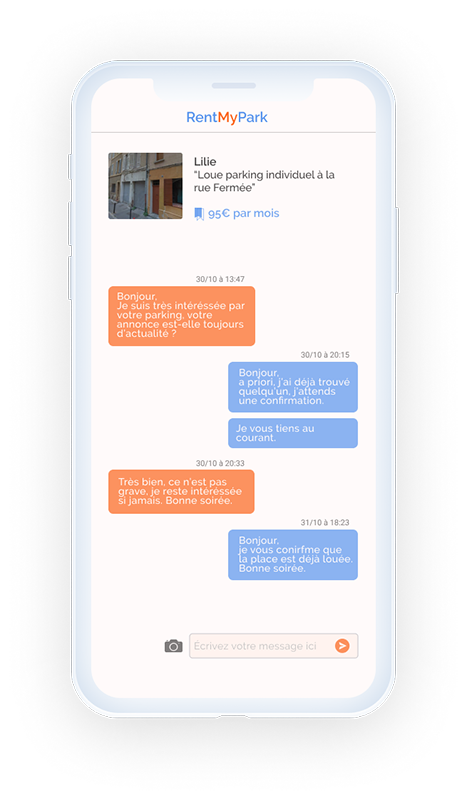 RentMyPark
Lilie
"Loue parking individuel à la
rue Fermée"
95€ par mois
30/10 à 13:47
Bonjour,
Je suis très intéréssée par
votre parking, votre
annonce est-elle toujours
d'actualité ?
30/10 à 20:15
Bonjour,
a priori, j'ai déjà trouvé
quelqu'un, j'attends
une confirmation.
Je vous tiens au
courant.
30/10 à 20:33
Très bien, ce n'est pas
grave, je reste intéréssée
si jamais. Bonne soirée.
31/10 à 18:23
Bonjour,
je vous conirfme que
la place est déjà louée.
Bonne soirée.
Écrivez votre message ici